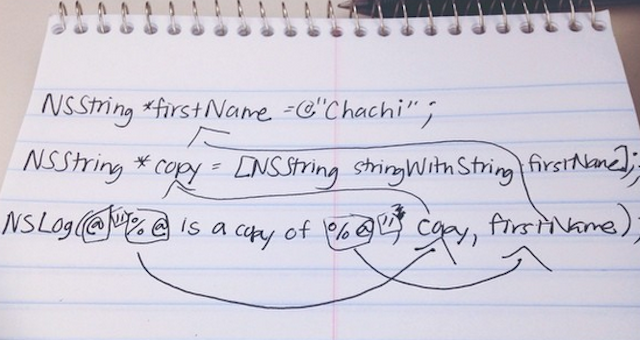 NSString *firstName =@"Chachi";
NSString * copy = [NSString stringWithString:firstName];
NSLog(@"%@ is a copy of %@", copy, firstName);